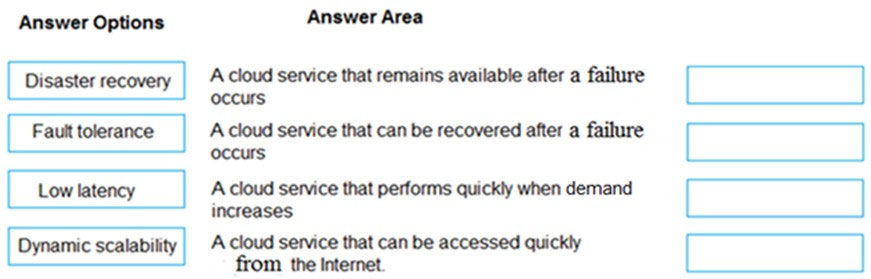 Answer Options
Answer Area
Disaster recovery
A cloud service that remains available after a failure
occurs
Fault tolerance
A cloud service that can be recovered after a failure
occurs
Low latency
A cloud service that performs quickly when demand
increases
Dynamic scalability
A cloud service that can be accessed quickly
from the Internet.